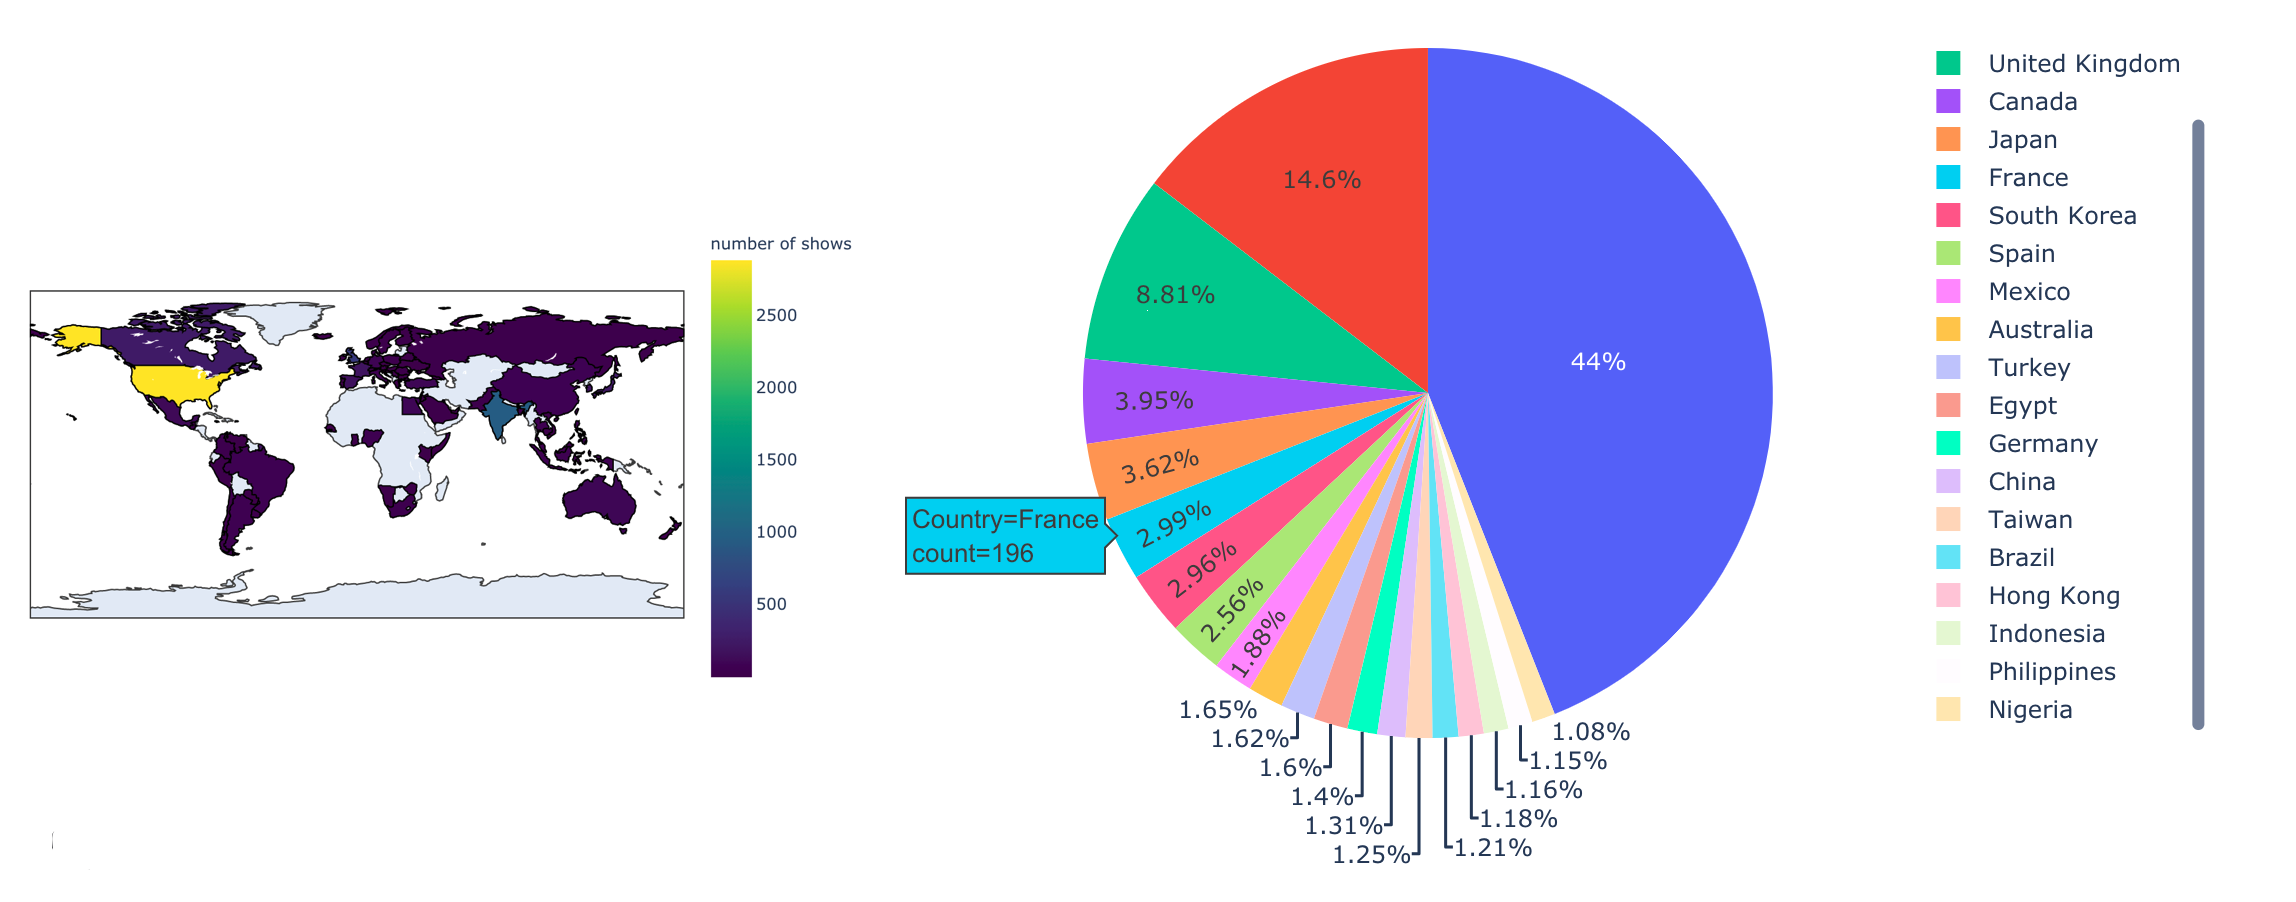 number of shows
2500
2000
1500
1000
500
44%
14.6%
8.81%
3.95%
3.62%
2.99%
2.96%
2.56%
1.88%
1.65%
1.62%
1.6%
1.4%
1.31%
1.25%
1.21%
1.18%
1.16%
1.15%
1.08%
Country=France
count=196
United Kingdom
Canada
Japan
France
South Korea
Spain
Mexico
Australia
Turkey
Egypt
Germany
China
Taiwan
Brazil
Hong Kong
Indonesia
Philippines
Nigeria